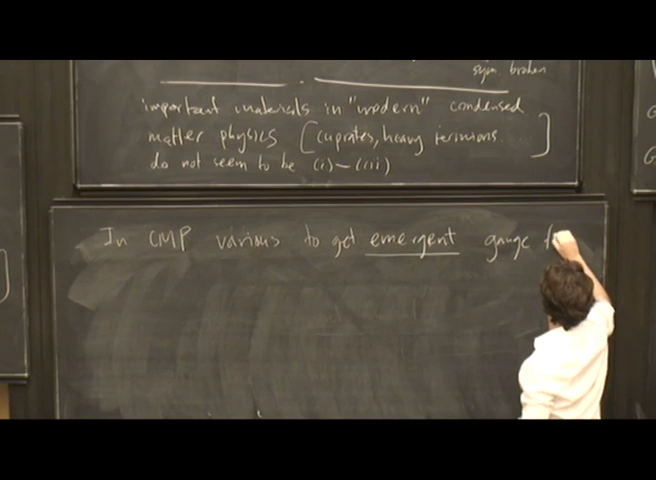 sym. broken
important materials in "modern" condensed
matter physics [cuprates, heavy fermions....]
do not seem to be (i)-(iii)
In CMP various to get emergent gauge